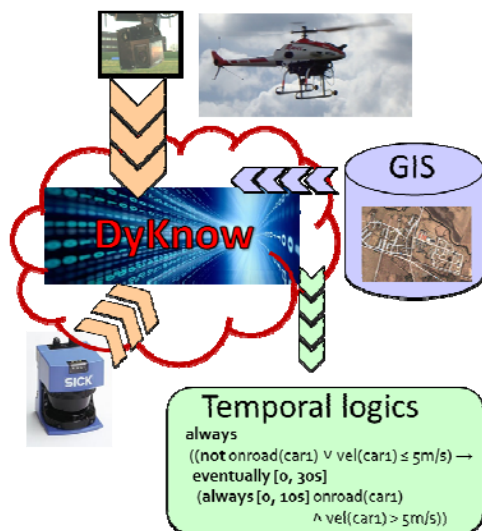 GIS
DyKnow
SICK
Temporal logics
always
((not onroad(car1) ∨ vel(car1) ≤ 5m/s) →
eventually [0, 30s]
(always [0, 10s] onroad(car1)
∧ vel(car1) > 5m/s))